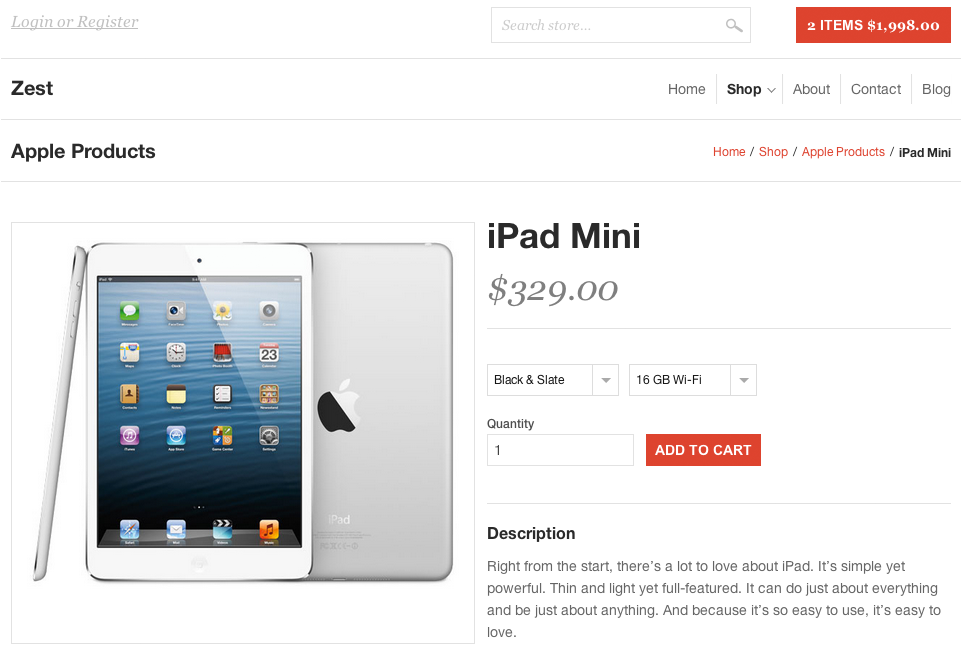 Login or Register
Search store...
2 ITEMS $1,998.00
Zest
Home
Shop
About
Contact
Blog
Apple Products
Home / Shop / Apple Products / iPad Mini
iPad Mini
$329.00
Black & Slate
16 GB Wi-Fi
Quantity
1
ADD TO CART
Description
Right from the start, there’s a lot to love about iPad. It’s simple yet
powerful. Thin and light yet full-featured. It can do just about everything
and be just about anything. And because it’s so easy to use, it’s easy to
love.
23
iPad